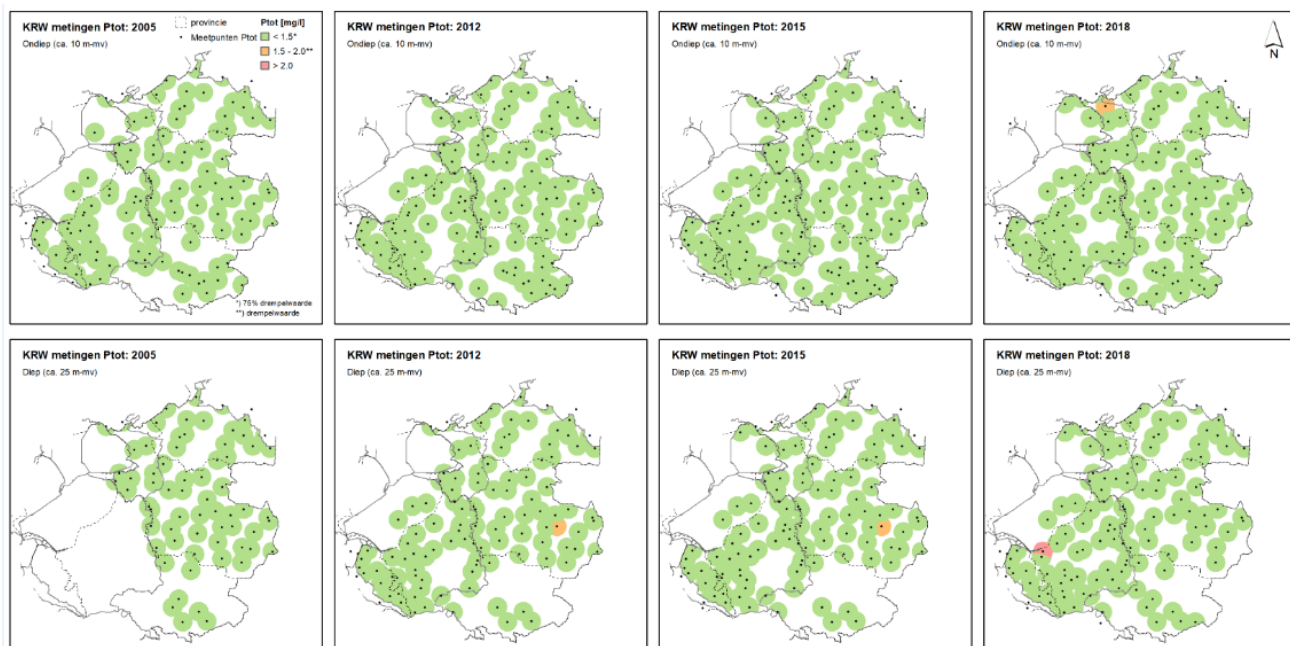 KRW metingen Ptot: 2005
Ondiep (ca. 10 m-mv)
provincie
Meetpunten Ptot
Ptot [mg/l]
< 1.5*
1.5 - 2.0**
> 2.0
*) 75% drempelwaarde
**) drempelwaarde
KRW metingen Ptot: 2012
Ondiep (ca. 10 m-mv)
KRW metingen Ptot: 2015
Ondiep (ca. 10 m-mv)
KRW metingen Ptot: 2018
Ondiep (ca. 10 m-mv)
N
KRW metingen Ptot: 2005
Diep (ca. 25 m-mv)
KRW metingen Ptot: 2012
Diep (ca. 25 m-mv)
KRW metingen Ptot: 2015
Diep (ca. 25 m-mv)
KRW metingen Ptot: 2018
Diep (ca. 25 m-mv)